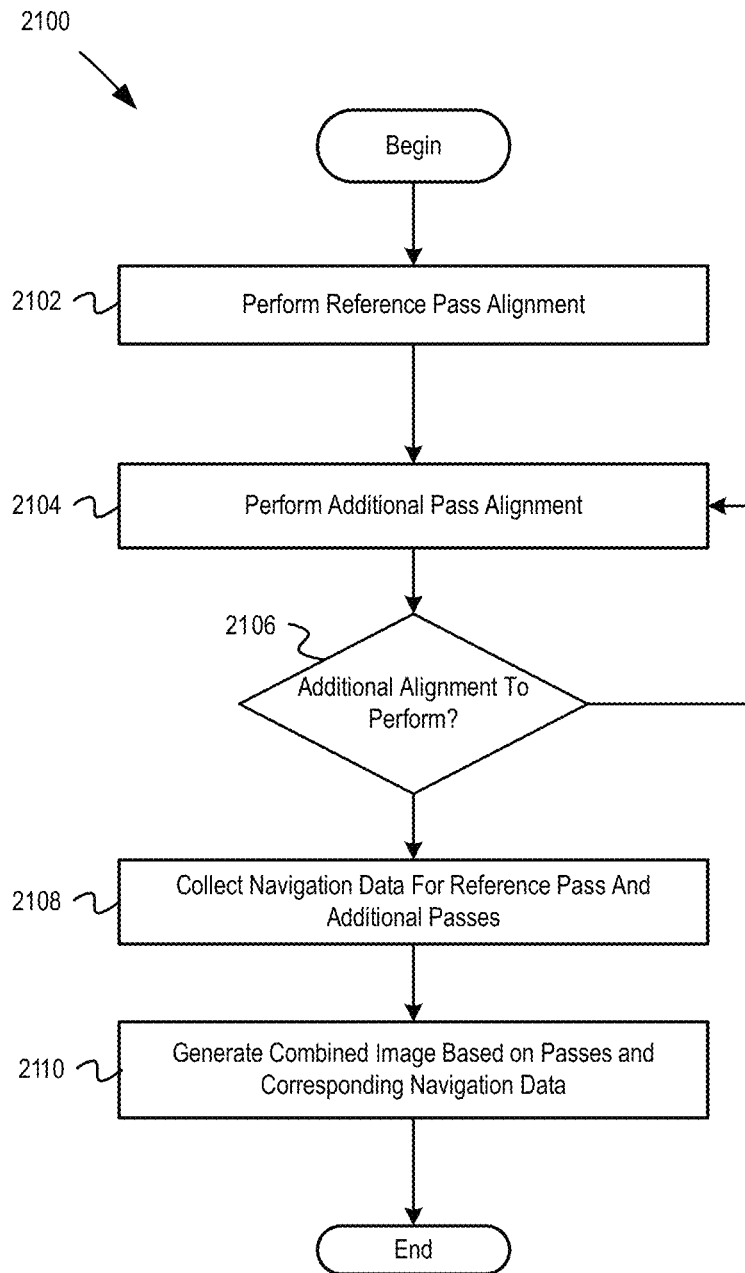 2100
Begin
2102
Perform Reference Pass Alignment
2104
Perform Additional Pass Alignment
2106
Additional Alignment To
Perform?
2108
Collect Navigation Data For Reference Pass And
Additional Passes
2110
Generate Combined Image Based on Passes and
Corresponding Navigation Data
End